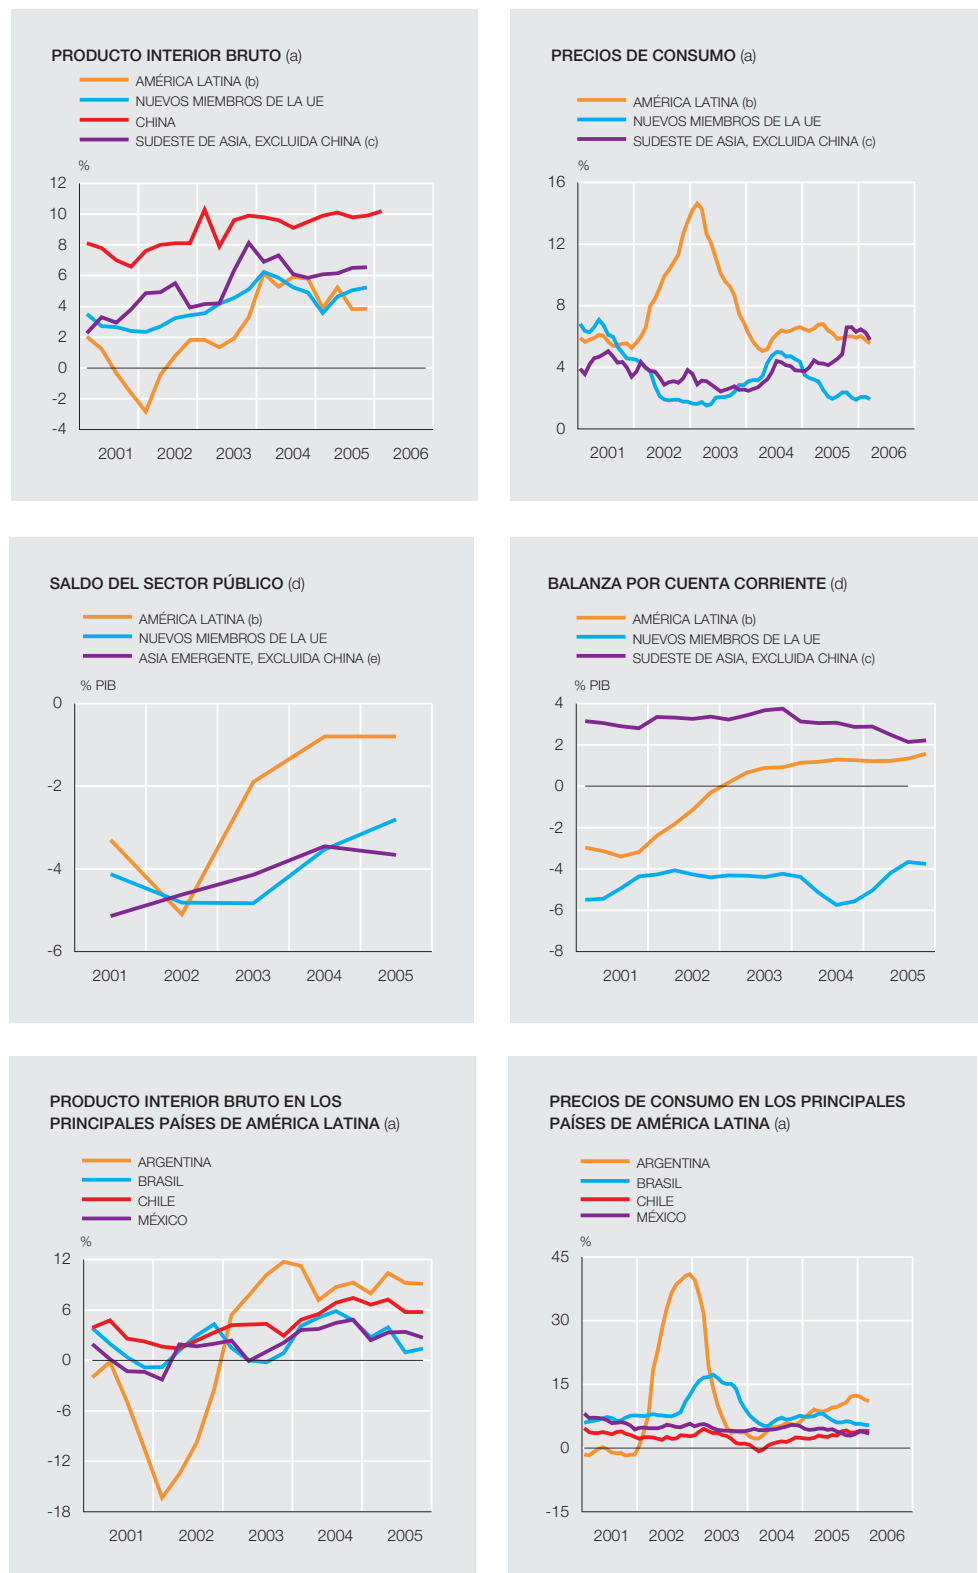 PRODUCTO INTERIOR BRUTO (a)
AMÉRICA LATINA (b)
NUEVOS MIEMBROS DE LA UE
CHINA
SUDESTE DE ASIA, EXCLUIDA CHINA (c)
%
12
10
8
6
4
2
0
-2
-4
2001 2002 2003 2004 2005 2006
PRECIOS DE CONSUMO (a)
AMÉRICA LATINA (b)
NUEVOS MIEMBROS DE LA UE
SUDESTE DE ASIA, EXCLUIDA CHINA (c)
%
16
12
8
4
0
2001 2002 2003 2004 2005 2006
SALDO DEL SECTOR PÚBLICO (d)
AMÉRICA LATINA (b)
NUEVOS MIEMBROS DE LA UE
ASIA EMERGENTE, EXCLUIDA CHINA (e)
% PIB
0
-2
-4
-6
2001 2002 2003 2004 2005
BALANZA POR CUENTA CORRIENTE (d)
AMÉRICA LATINA (b)
NUEVOS MIEMBROS DE LA UE
SUDESTE DE ASIA, EXCLUIDA CHINA (c)
% PIB
4
2
0
-2
-4
-6
-8
2001 2002 2003 2004 2005
PRODUCTO INTERIOR BRUTO EN LOS
PRINCIPALES PAÍSES DE AMÉRICA LATINA (a)
ARGENTINA
BRASIL
CHILE
MÉXICO
%
12
6
0
-6
-12
-18
2001 2002 2003 2004 2005
PRECIOS DE CONSUMO EN LOS PRINCIPALES
PAÍSES DE AMÉRICA LATINA (a)
ARGENTINA
BRASIL
CHILE
MÉXICO
%
45
30
15
0
-15
2001 2002 2003 2004 2005 2006